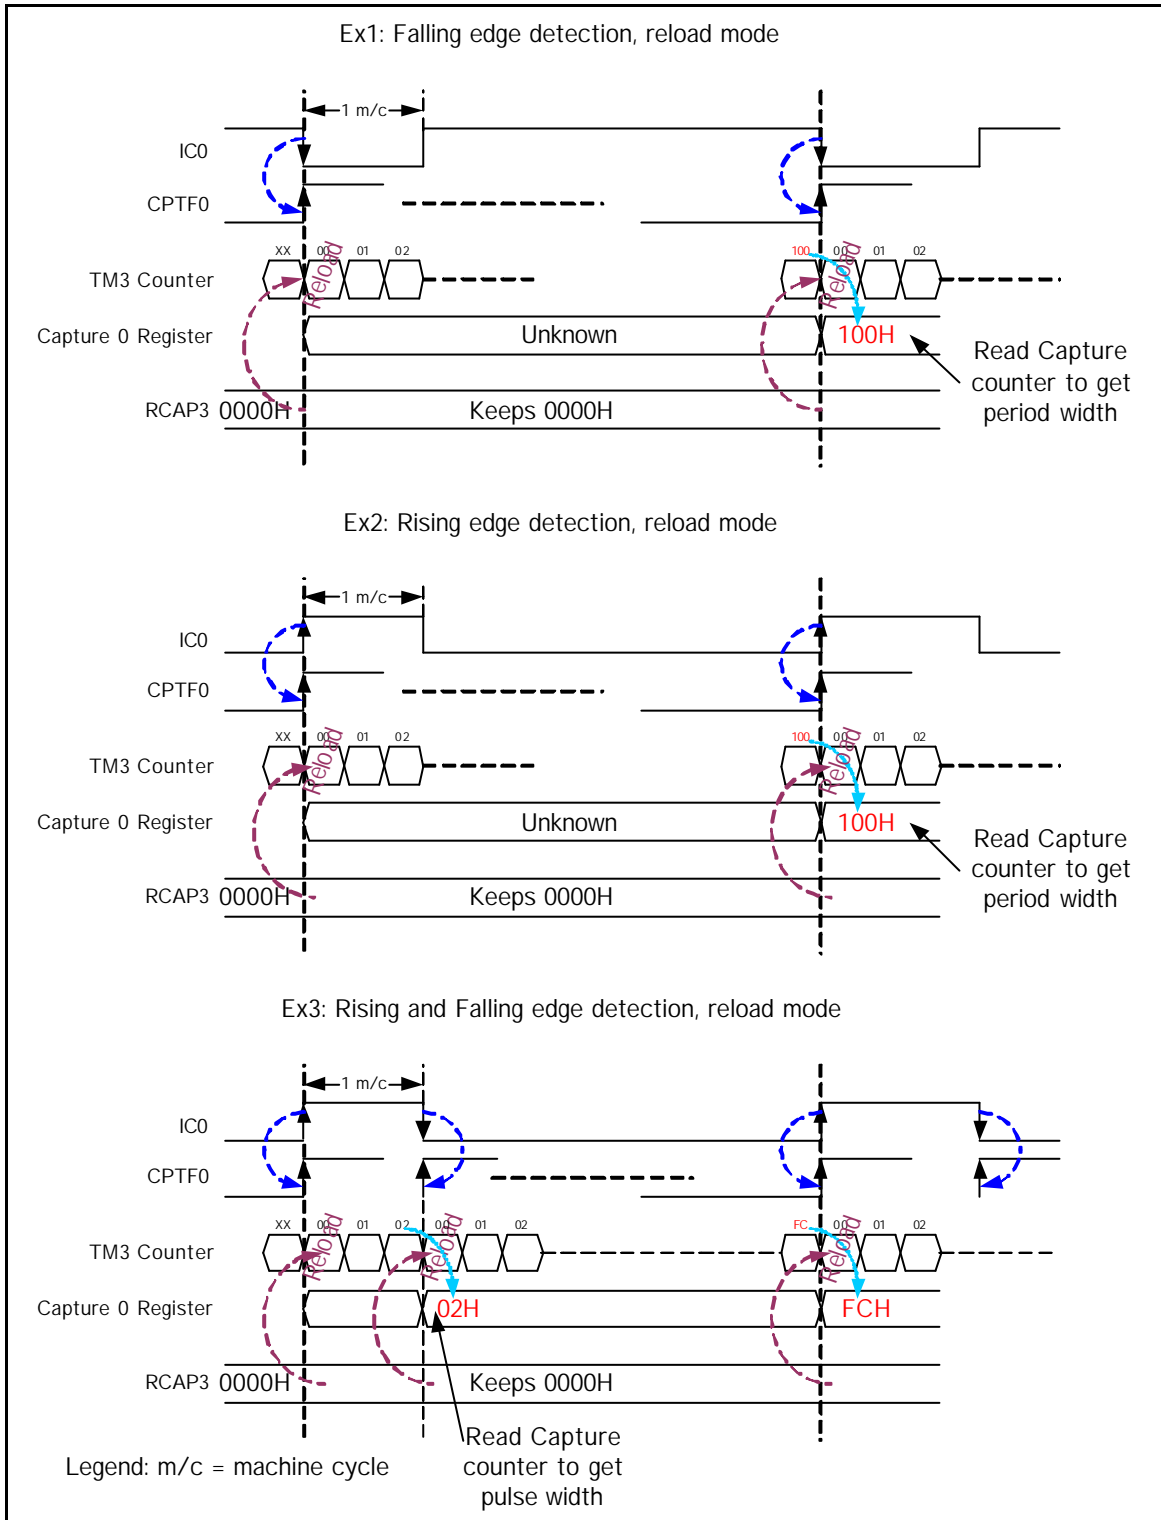 Ex1: Falling edge detection, reload mode
1 m/c
IC0
CPTF0
XX 00 01 02 100 00 01 02
Reload Reload
TM3 Counter
Capture 0 Register Unknown 100H
Read Capture
counter to get
period width
RCAP3 0000H Keeps 0000H
Ex2: Rising edge detection, reload mode
1 m/c
IC0
CPTF0
XX 00 01 02 100 00 01 02
Reload Reload
TM3 Counter
Capture 0 Register Unknown 100H
Read Capture
counter to get
period width
RCAP3 0000H Keeps 0000H
Ex3: Rising and Falling edge detection, reload mode
1 m/c
IC0
CPTF0
XX 00 01 02 00 01 02 FC 00 01 02
Reload Reload Reload
TM3 Counter
Capture 0 Register 02H FCH
RCAP3 0000H Keeps 0000H
Read Capture
counter to get
pulse width
Legend: m/c = machine cycle